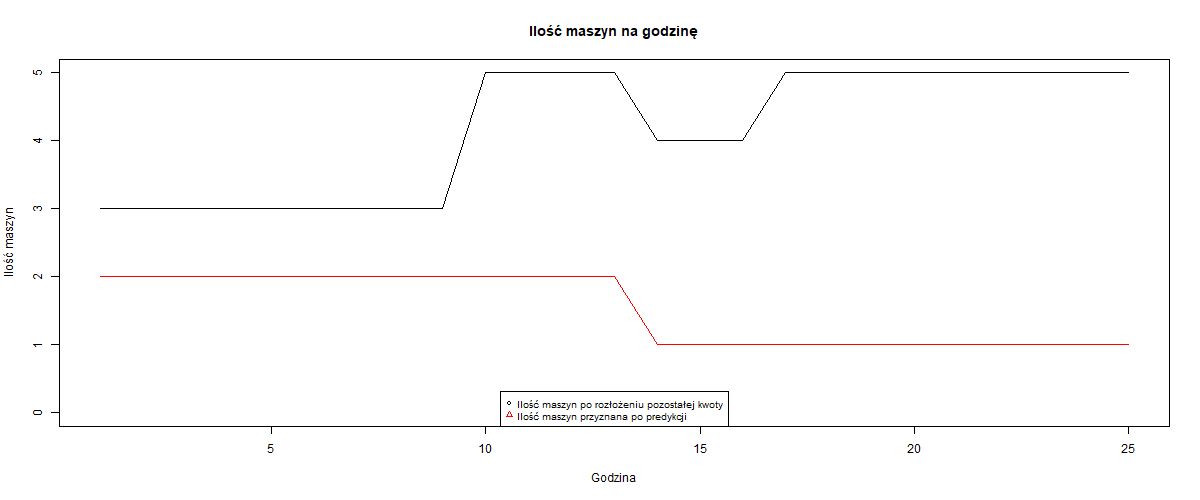 Ilość maszyn na godzinę
Ilość maszyn
5
4
3
2
1
0
Ilość maszyn po rozłożeniu pozostałej kwoty
Ilość maszyn przyznana po predykcji
5 10 15 20 25
Godzina